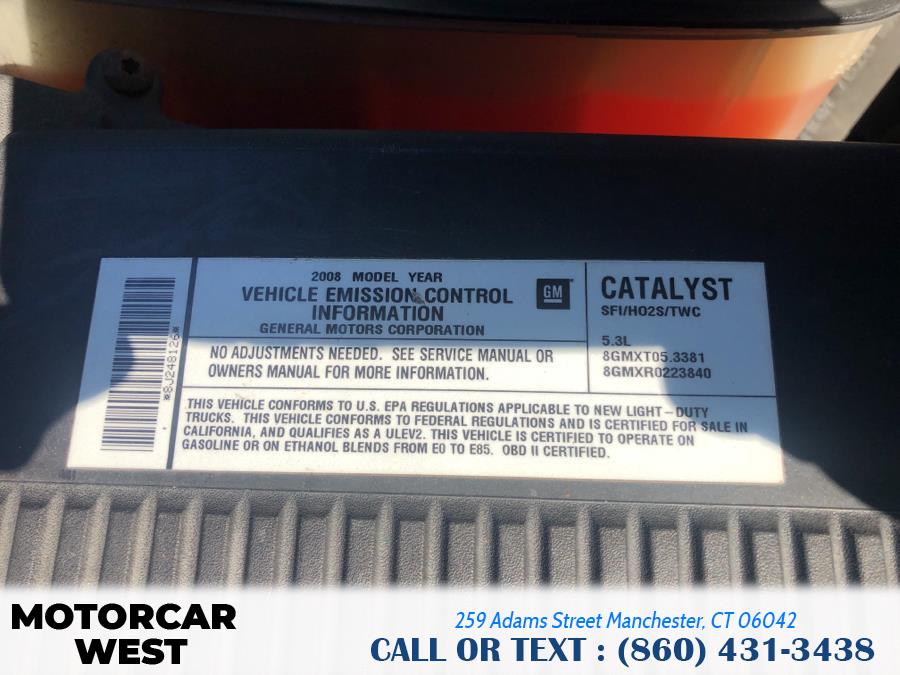 *8J248126*
2008 MODEL YEAR
VEHICLE EMISSION CONTROL
INFORMATION
GENERAL MOTORS CORPORATION
GM
CATALYST
SFI/HO2S/TWC
5.3L
8GMXT05.3381
8GMXR0223840
NO ADJUSTMENTS NEEDED. SEE SERVICE MANUAL OR
OWNERS MANUAL FOR MORE INFORMATION.
THIS VEHICLE CONFORMS TO U.S. EPA REGULATIONS APPLICABLE TO NEW LIGHT-DUTY
TRUCKS. THIS VEHICLE CONFORMS TO FEDERAL REGULATIONS AND IS CERTIFIED FOR SALE IN
CALIFORNIA, AND QUALIFIES AS A ULEV2. THIS VEHICLE IS CERTIFIED TO OPERATE ON
GASOLINE OR ON ETHANOL BLENDS FROM E0 TO E85. OBD II CERTIFIED.
MOTORCAR
WEST
259 Adams Street Manchester, CT 06042
CALL OR TEXT : (860) 431-3438